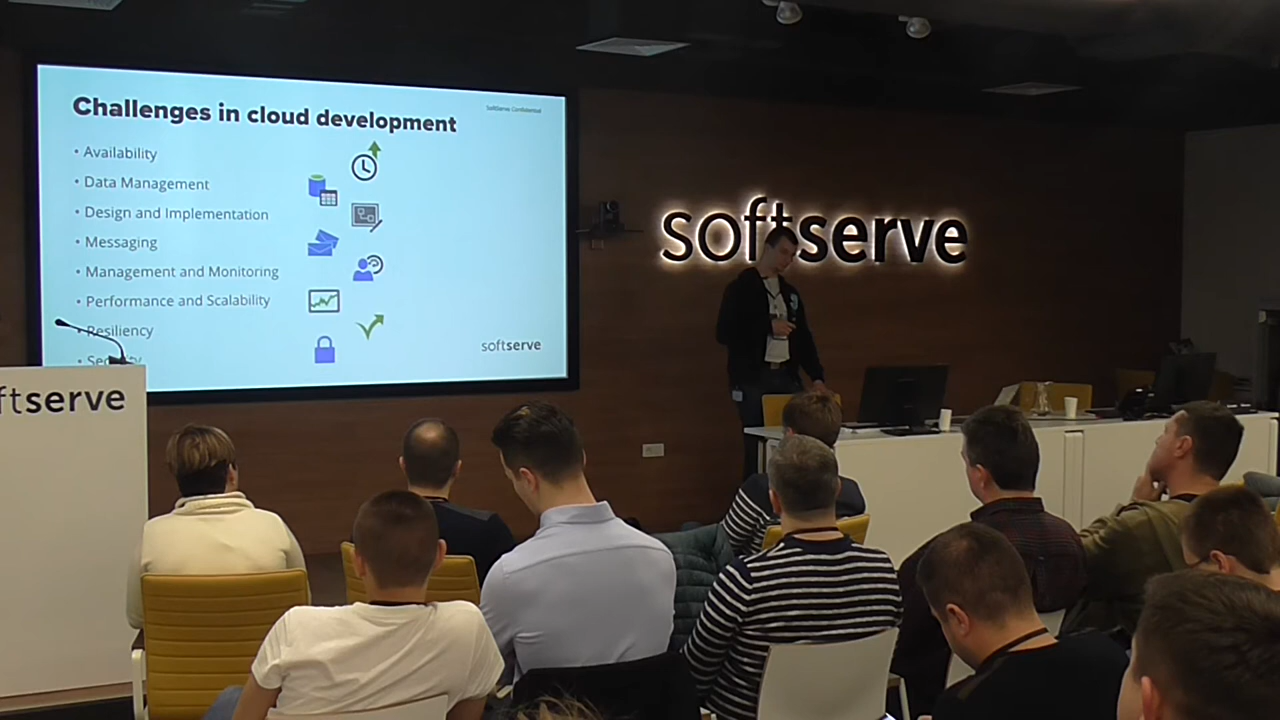 Challenges in cloud development
SoftServe Confidential
• Availability
• Data Management
• Design and Implementation
• Messaging
• Management and Monitoring
• Performance and Scalability
• Resiliency
• Security
softserve
softserve
ftserve